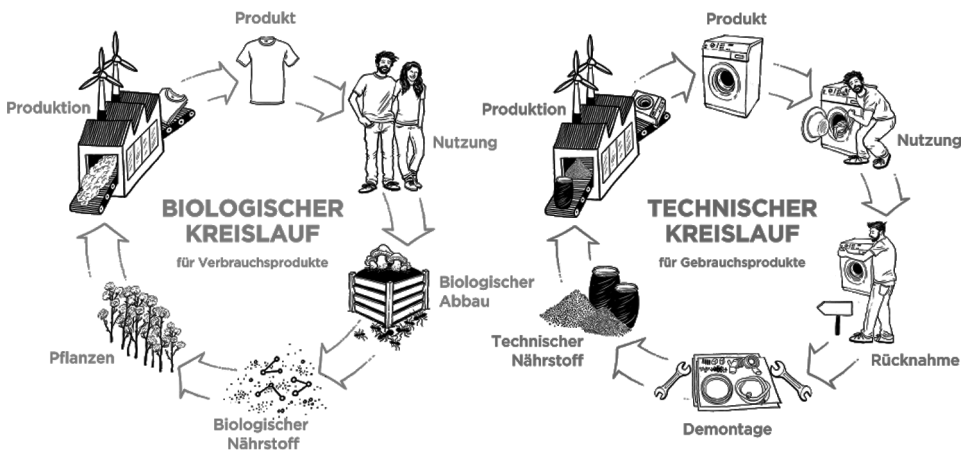 Produkt
Produktion
Nutzung
BIOLOGISCHER
KREISLAUF
für Verbrauchsprodukte
Biologischer
Abbau
Pflanzen
Biologischer
Nährstoff
Produkt
Produktion
Nutzung
TECHNISCHER
KREISLAUF
für Gebrauchsprodukte
Technischer
Nährstoff
Rücknahme
Demontage